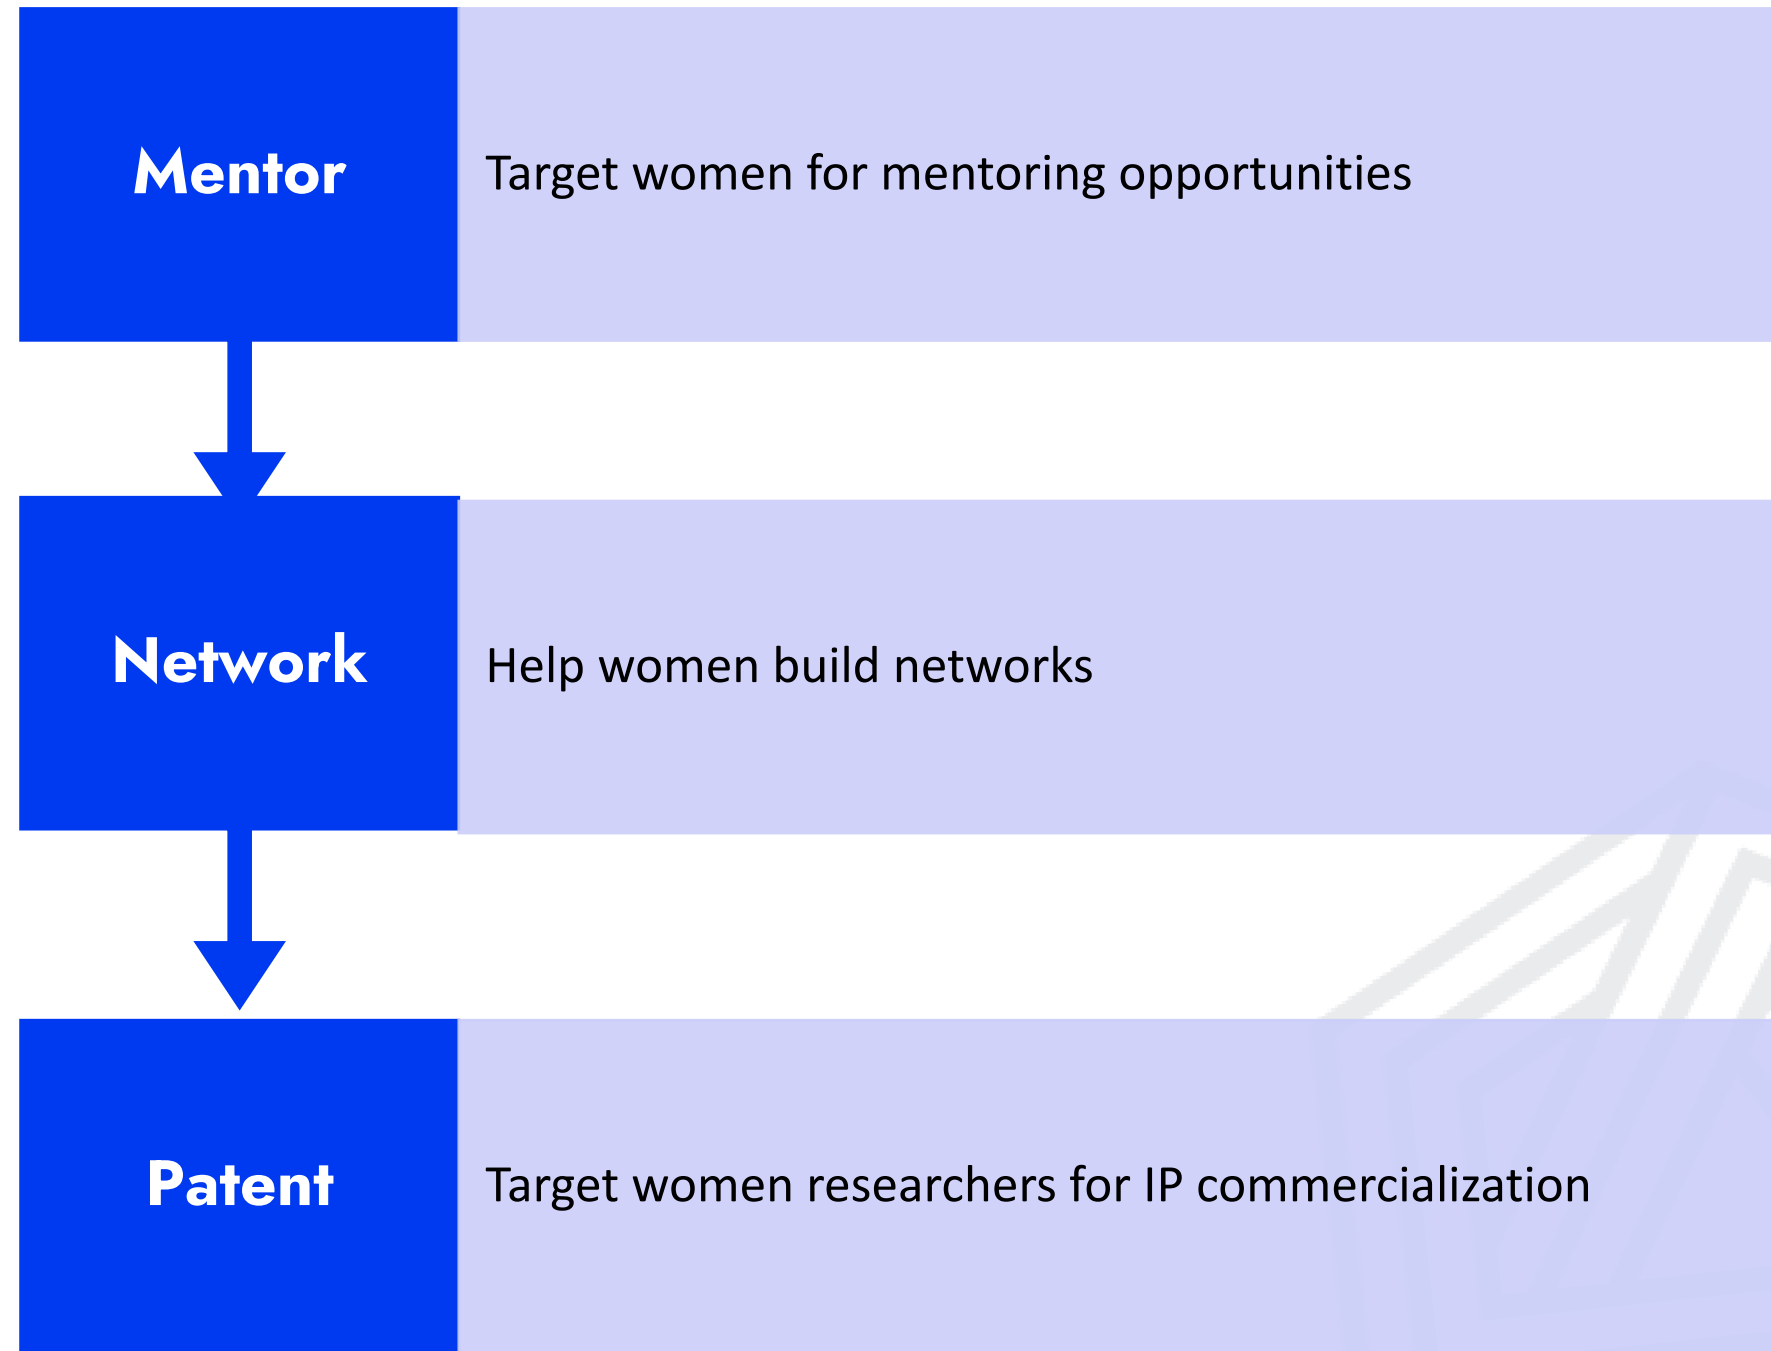 Mentor
Target women for mentoring opportunities
Network
Help women build networks
Patent
Target women researchers for IP commercialization